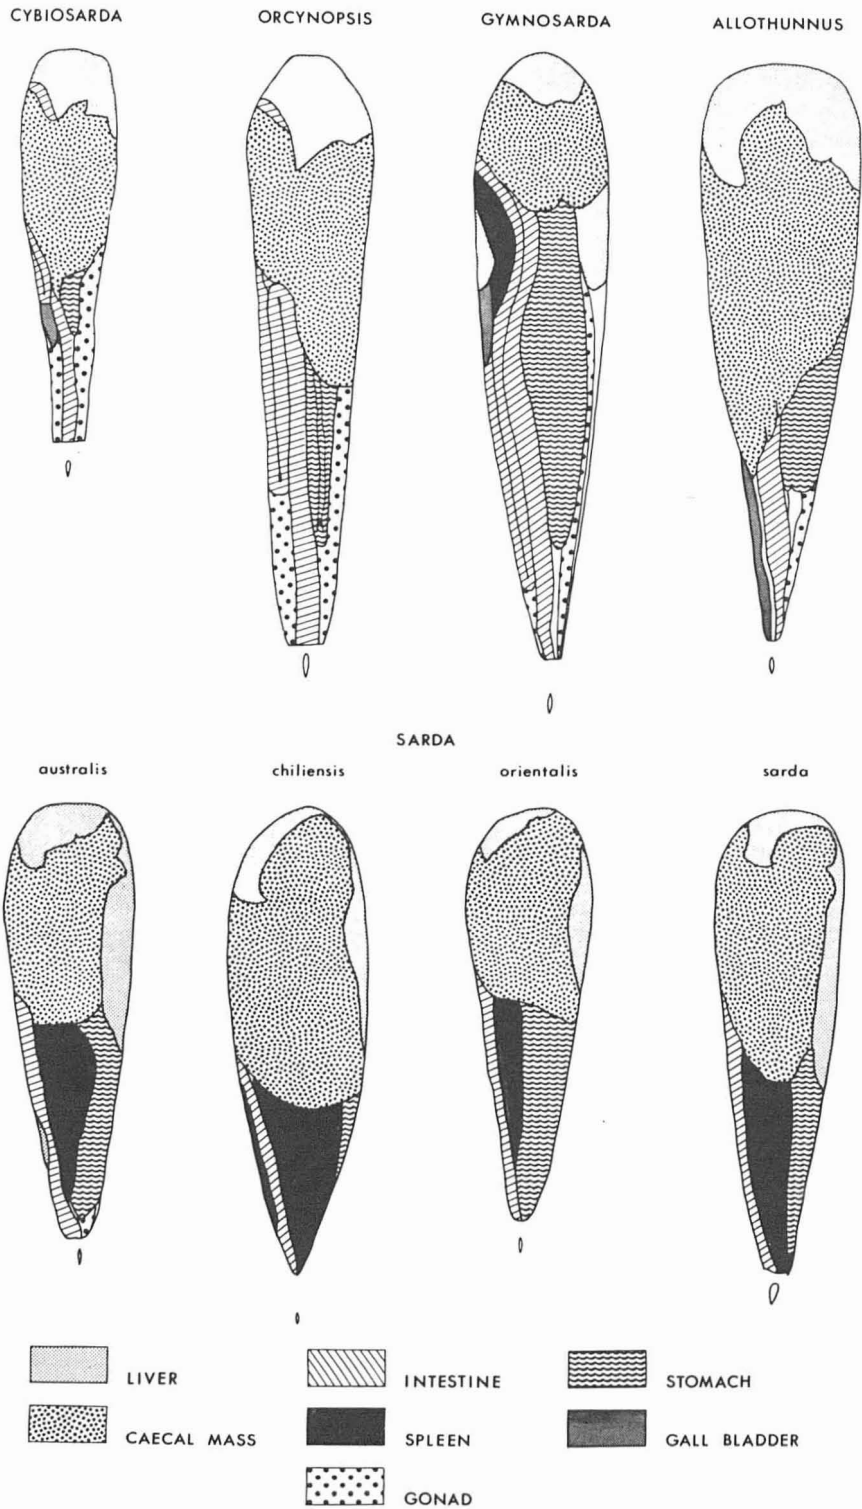 CYBIOSARDA ORCYNOPSIS GYMNOSARDA ALLOTHUNNUS
SARDA
australis chiliensis orientalis sarda
LIVER INTESTINE STOMACH
CAECAL MASS SPLEEN GALL BLADDER
GONAD